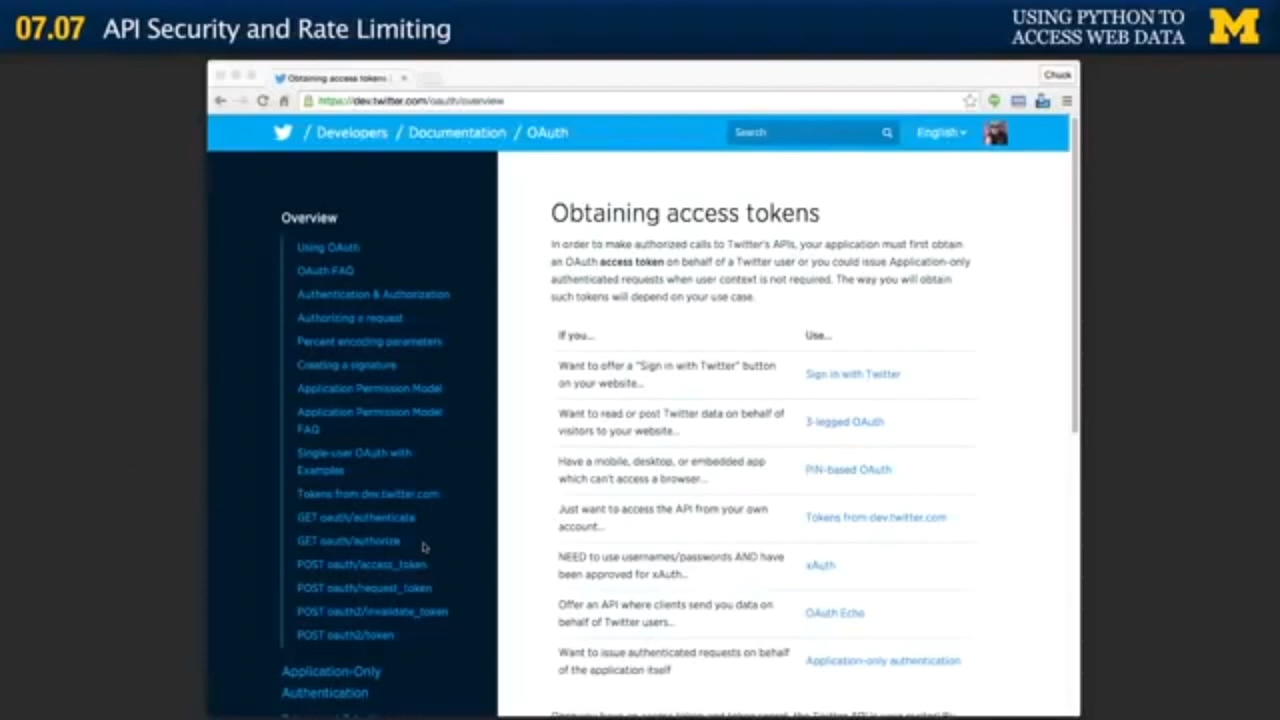 07.07 API Security and Rate Limiting
USING PYTHON TO
ACCESS WEB DATA
M
Obtaining access tokens
Chuck
https://dev.twitter.com/oauth/overview
/ Developers / Documentation / OAuth
Search
English
Overview
Using OAuth
OAuth FAQ
Authentication & Authorization
Authorizing a request
Percent encoding parameters
Creating a signature
Application Permission Model
Application Permission Model
FAQ
Single-user OAuth with
Examples
Tokens from dev.twitter.com
GET oauth/authenticate
GET oauth/authorize
POST oauth/access_token
POST oauth/request_token
POST oauth2/invalidate_token
POST oauth2/token
Application-Only
Authentication
Obtaining access tokens
In order to make authorized calls to Twitter's APIs, your application must first obtain
an OAuth access token on behalf of a Twitter user or you could issue Application-only
authenticated requests when user context is not required. The way you will obtain
such tokens will depend on your use case.
If you... Use...
Want to offer a "Sign in with Twitter" button
on your website...
Sign in with Twitter
Want to read or post Twitter data on behalf of
visitors to your website...
3-legged OAuth
Have a mobile, desktop, or embedded app
which can't access a browser...
PIN-based OAuth
Just want to access the API from your own
account...
Tokens from dev.twitter.com
NEED to use usernames/passwords AND have
been approved for xAuth...
xAuth
Offer an API where clients send you data on
behalf of Twitter users...
OAuth Echo
Want to issue authenticated requests on behalf
of the application itself
Application-only authentication